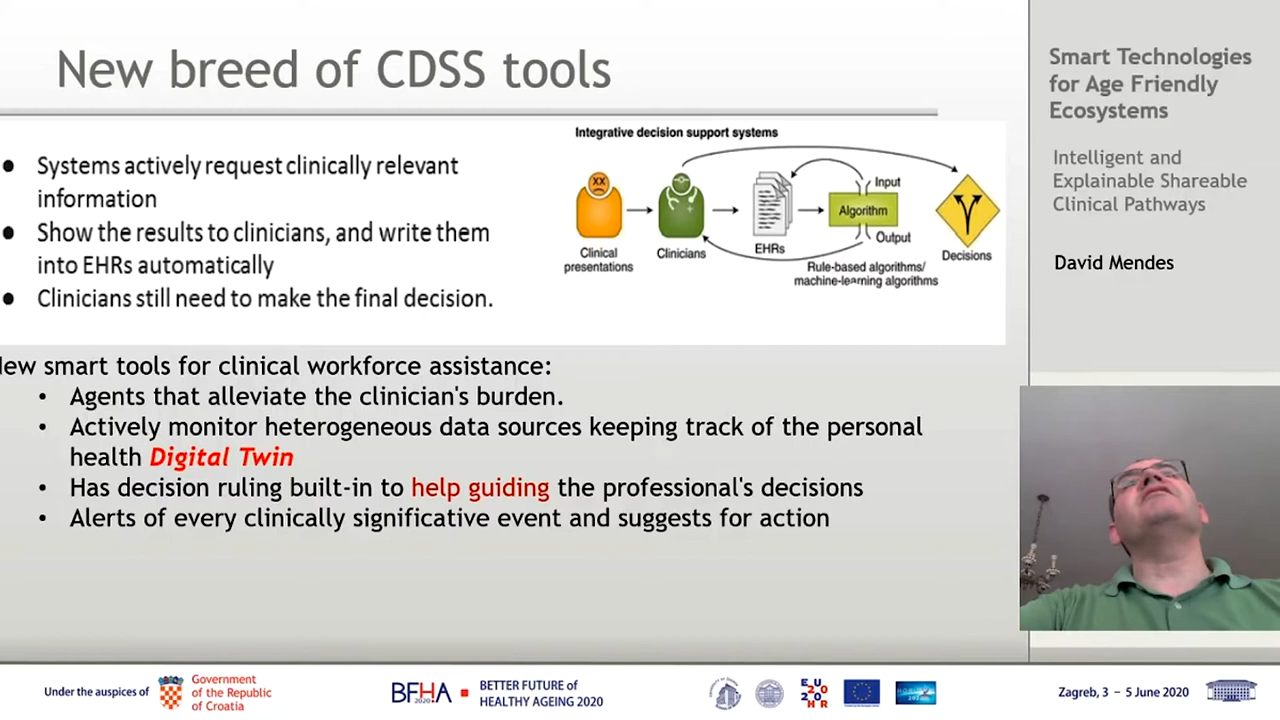 New breed of CDSS tools
Systems actively request clinically relevant
information
Show the results to clinicians, and write them
into EHRs automatically
Clinicians still need to make the final decision.
Integrative decision support systems
XX
Input
Algorithm
Output
Clinical
presentations
Clinicians
EHRs
Decisions
Rule-based algorithms/
machine-learning algorithms
New smart tools for clinical workforce assistance:
Agents that alleviate the clinician's burden.
Actively monitor heterogeneous data sources keeping track of the personal
health Digital Twin
Has decision ruling built-in to help guiding the professional's decisions
Alerts of every clinically significative event and suggests for action
Smart Technologies
for Age Friendly
Ecosystems
Intelligent and
Explainable Shareable
Clinical Pathways
David Mendes
Under the auspices of
Government
of the Republic
of Croatia
BFHA
2020.
BETTER FUTURE of
HEALTHY AGEING 2020
EU
20
20
HR
Zagreb, 3 – 5 June 2020